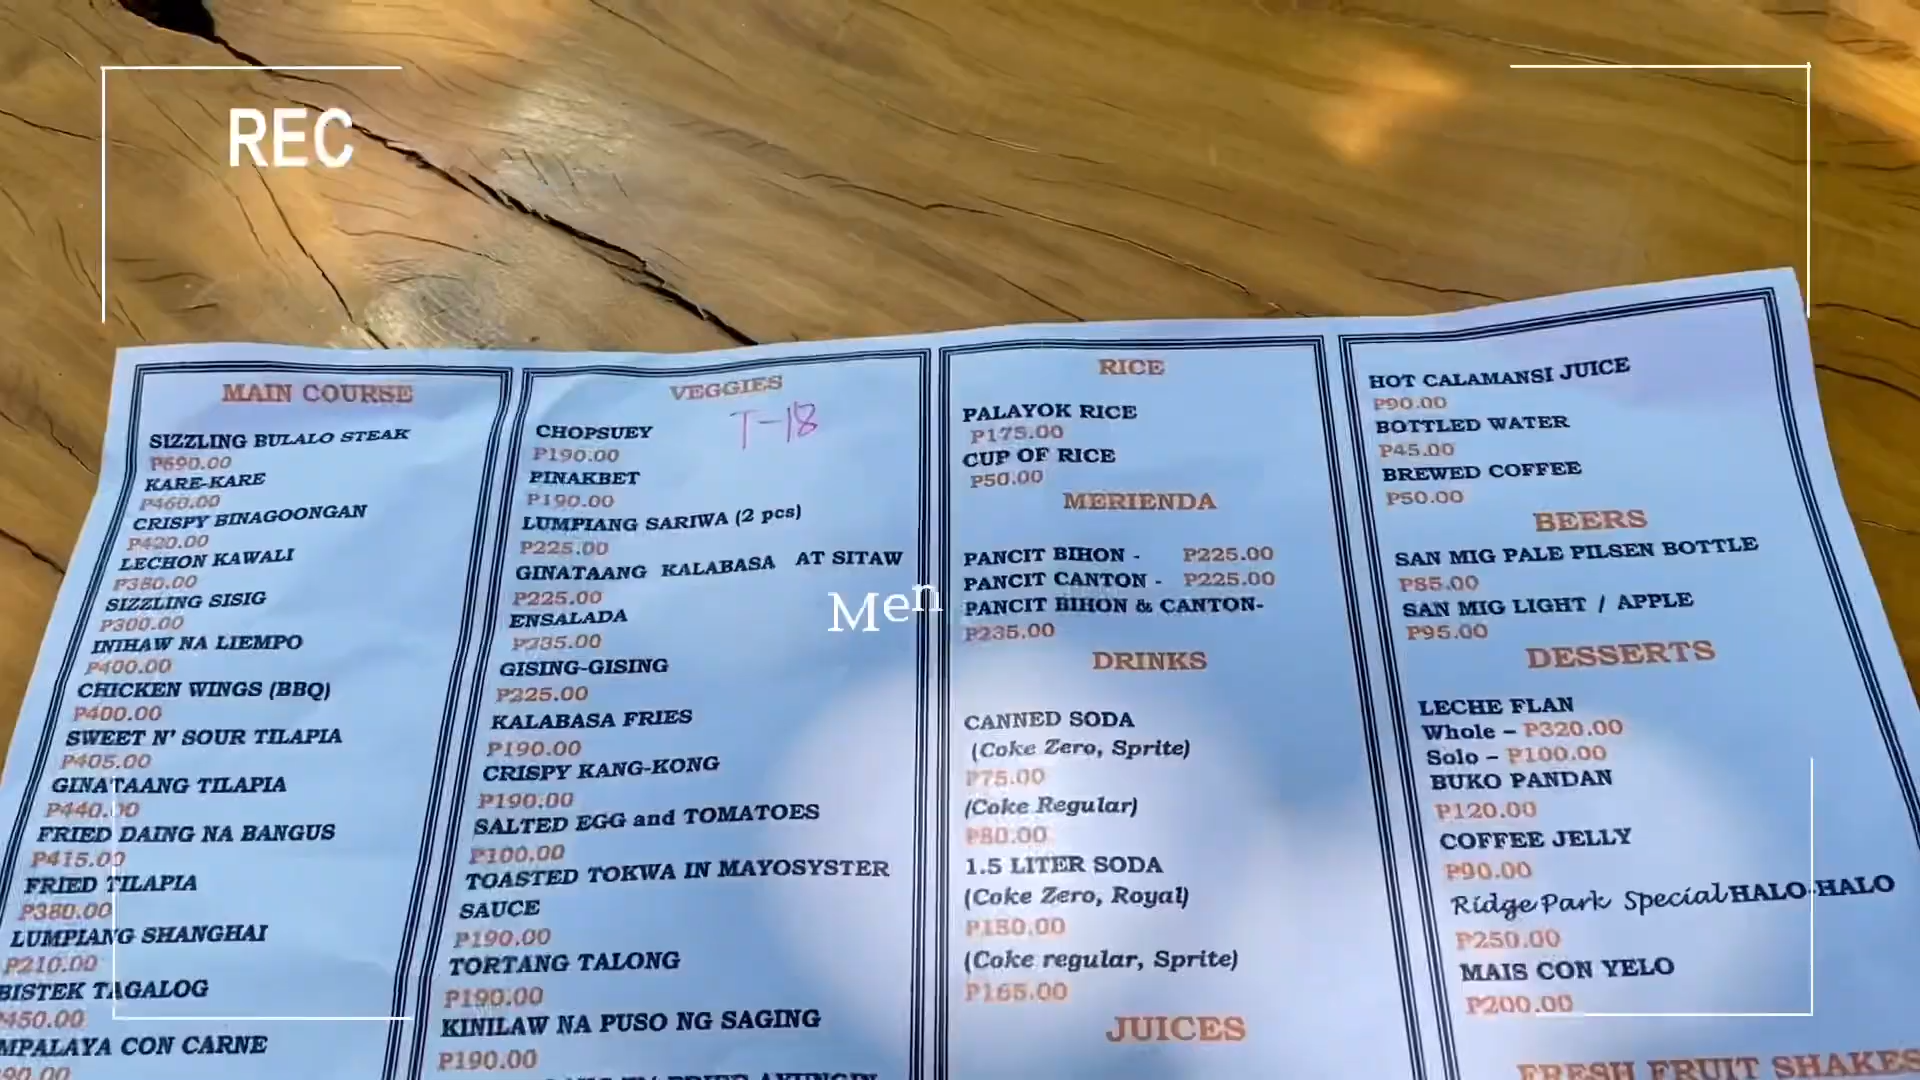 REC
MAIN COURSE
SIZZLING BULALO STEAK
P690.00
KARE-KARE
P460.00
CRISPY BINAGOONGAN
P420.00
LECHON KAWALI
P380.00
SIZZLING SISIG
P300.00
INIHAW NA LIEMPO
P400.00
CHICKEN WINGS (BBQ)
P400.00
SWEET N' SOUR TILAPIA
P405.00
GINATAANG TILAPIA
P440.00
FRIED DAING NA BANGUS
P415.00
FRIED TILAPIA
P380.00
LUMPIANG SHANGHAI
P210.00
BISTEK TAGALOG
P450.00
MPALAYA CON CARNE
90.00
VEGGIES
T-18
CHOPSUEY
P190.00
PINAKBET
P190.00
LUMPIANG SARIWA (2 pcs)
P225.00
GINATAANG KALABASA AT SITAW
P225.00
ENSALADA
P235.00
GISING-GISING
P225.00
KALABASA FRIES
P190.00
CRISPY KANG-KONG
P190.00
SALTED EGG and TOMATOES
P100.00
TOASTED TOKWA IN MAYOSYSTER
SAUCE
P190.00
TORTANG TALONG
P190.00
KINILAW NA PUSO NG SAGING
P190.00
Men
RICE
PALAYOK RICE
P175.00
CUP OF RICE
P50.00
MERIENDA
PANCIT BIHON - P225.00
PANCIT CANTON - P225.00
PANCIT BIHON & CANTON-
P235.00
DRINKS
CANNED SODA
(Coke Zero, Sprite)
P75.00
(Coke Regular)
P80.00
1.5 LITER SODA
(Coke Zero, Royal)
P150.00
(Coke regular, Sprite)
P165.00
JUICES
HOT CALAMANSI JUICE
P90.00
BOTTLED WATER
P45.00
BREWED COFFEE
P50.00
BEERS
SAN MIG PALE PILSEN BOTTLE
P85.00
SAN MIG LIGHT / APPLE
P95.00
DESSERTS
LECHE FLAN
Whole – P320.00
Solo – P100.00
BUKO PANDAN
P120.00
COFFEE JELLY
P90.00
Ridge Park Special HALO-HALO
P250.00
MAIS CON YELO
P200.00
FRESH FRUIT SHAKES